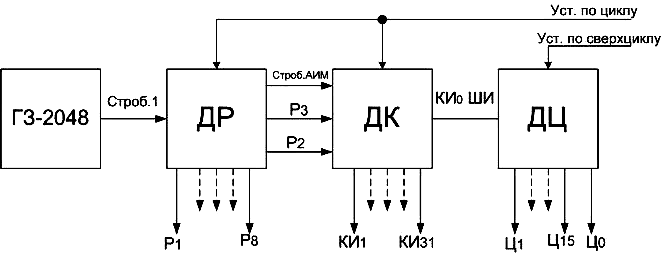 Уст. по циклу
Уст. по сверхциклу
ГЗ-2048
Строб.1
ДР
Строб.АИМ
Р3
Р2
ДК
КИ0 ШИ
ДЦ
Р1
Р8
КИ1
КИ31
Ц1
Ц15
Ц0